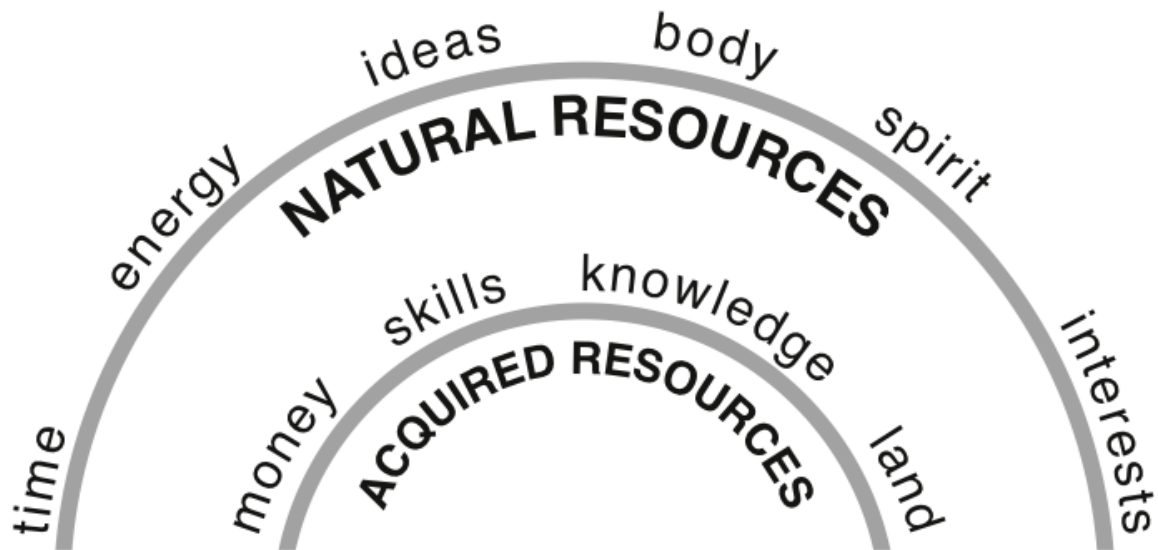 time
energy
ideas
body
spirit
interests
NATURAL RESOURCES
money
skills
knowledge
land
ACQUIRED RESOURCES